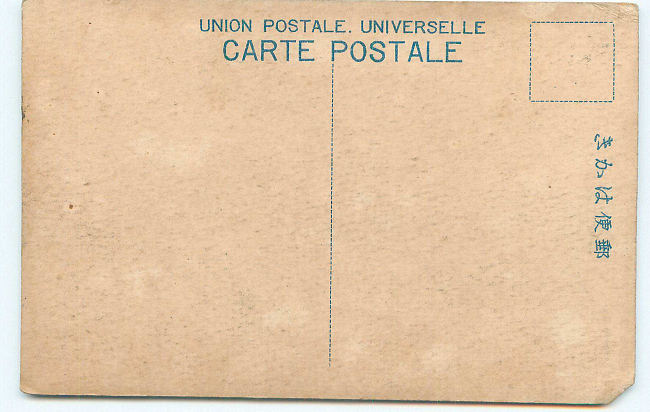 UNION POSTALE. UNIVERSELLE
CARTE POSTALE
郵便はかき